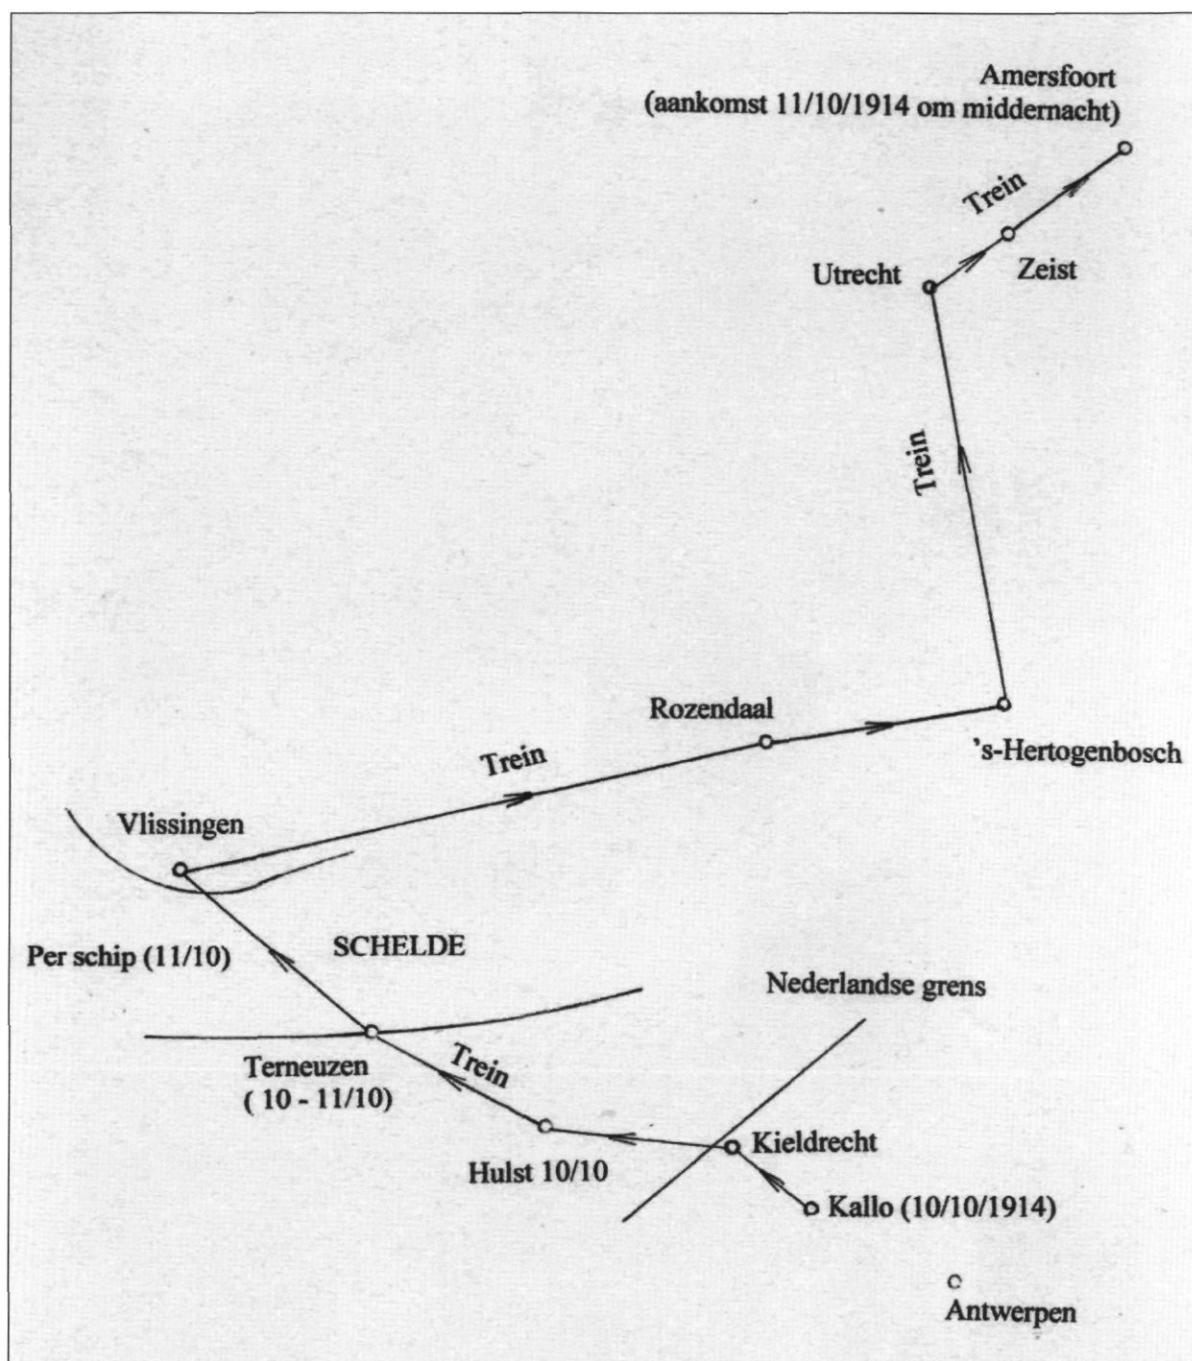 Amersfoort
(aankomst 11/10/1914 om middernacht)
Trein
Utrecht
Zeist
Trein
Rozendaal
's-Hertogenbosch
Trein
Vlissingen
Per schip (11/10)
SCHELDE
Nederlandse grens
Terneuzen
( 10 - 11/10)
Trein
Hulst 10/10
Kieldrecht
Kallo (10/10/1914)
Antwerpen